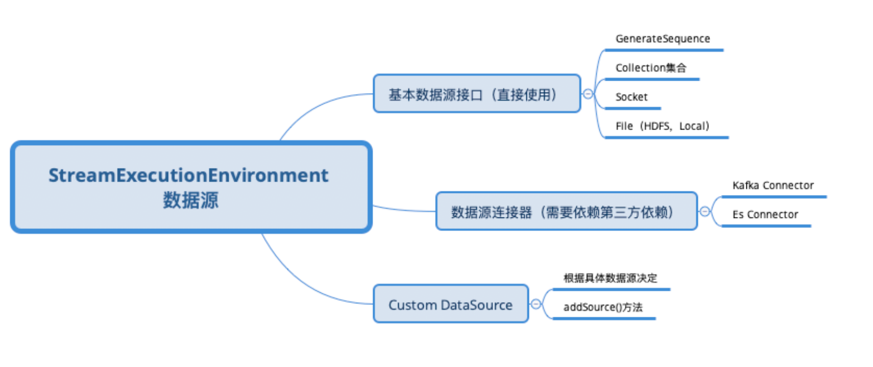 StreamExecutionEnvironment
数据源
基本数据源接口（直接使用）
GenerateSequence
Collection集合
Socket
File（HDFS，Local）
数据源连接器（需要依赖第三方依赖）
Kafka Connector
Es Connector
Custom DataSource
根据具体数据源决定
addSource()方法